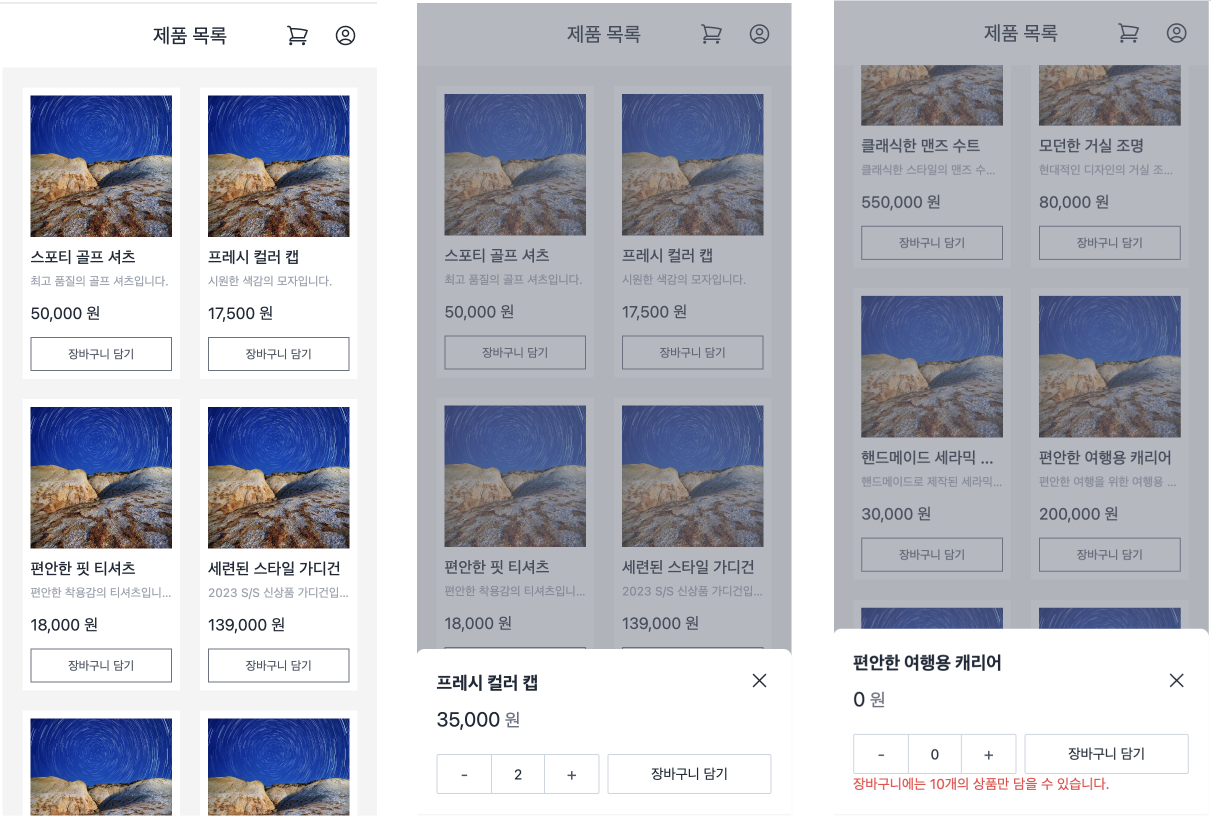 제품 목록
스포티 골프 셔츠
최고 품질의 골프 셔츠입니다.
50,000 원
장바구니 담기
프레시 컬러 캡
시원한 색감의 모자입니다.
17,500 원
장바구니 담기
편안한 핏 티셔츠
편안한 착용감의 티셔츠입니...
18,000 원
장바구니 담기
세련된 스타일 가디건
2023 S/S 신상품 가디건입...
139,000 원
장바구니 담기
제품 목록
스포티 골프 셔츠
최고 품질의 골프 셔츠입니다.
50,000 원
장바구니 담기
프레시 컬러 캡
시원한 색감의 모자입니다.
17,500 원
장바구니 담기
편안한 핏 티셔츠
편안한 착용감의 티셔츠입니...
18,000 원
세련된 스타일 가디건
2023 S/S 신상품 가디건입...
139,000 원
프레시 컬러 캡
35,000 원
- 2 +
장바구니 담기
제품 목록
클래식한 맨즈 수트
클래식한 스타일의 맨즈 수...
550,000 원
장바구니 담기
모던한 거실 조명
현대적인 디자인의 거실 조...
80,000 원
장바구니 담기
핸드메이드 세라믹 ...
핸드메이드로 제작된 세라믹...
30,000 원
장바구니 담기
편안한 여행용 캐리어
편안한 여행을 위한 여행용 ...
200,000 원
장바구니 담기
편안한 여행용 캐리어
0 원
- 0 +
장바구니 담기
장바구니에는 10개의 상품만 담을 수 있습니다.